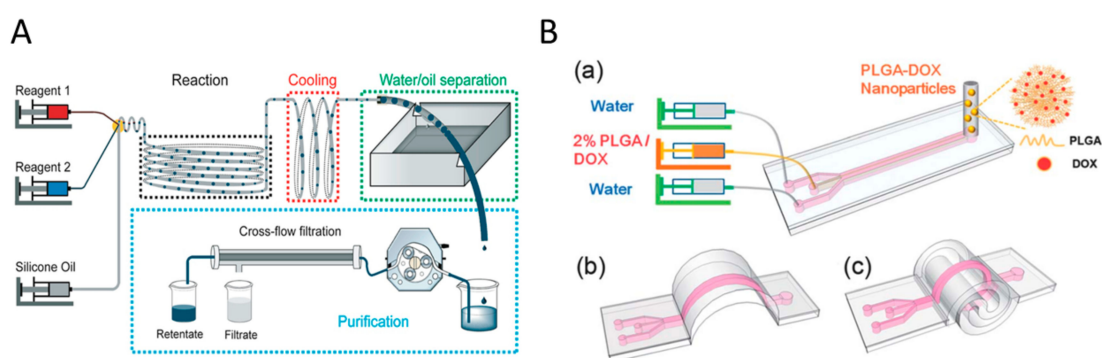 A
Reagent 1
Reagent 2
Silicone Oil
Reaction
Cooling
Water/oil separation
Cross-flow filtration
Retentate
Filtrate
Purification
B
(a)
Water
2% PLGA/
DOX
Water
PLGA-DOX
Nanoparticles
PLGA
DOX
(b)
(c)